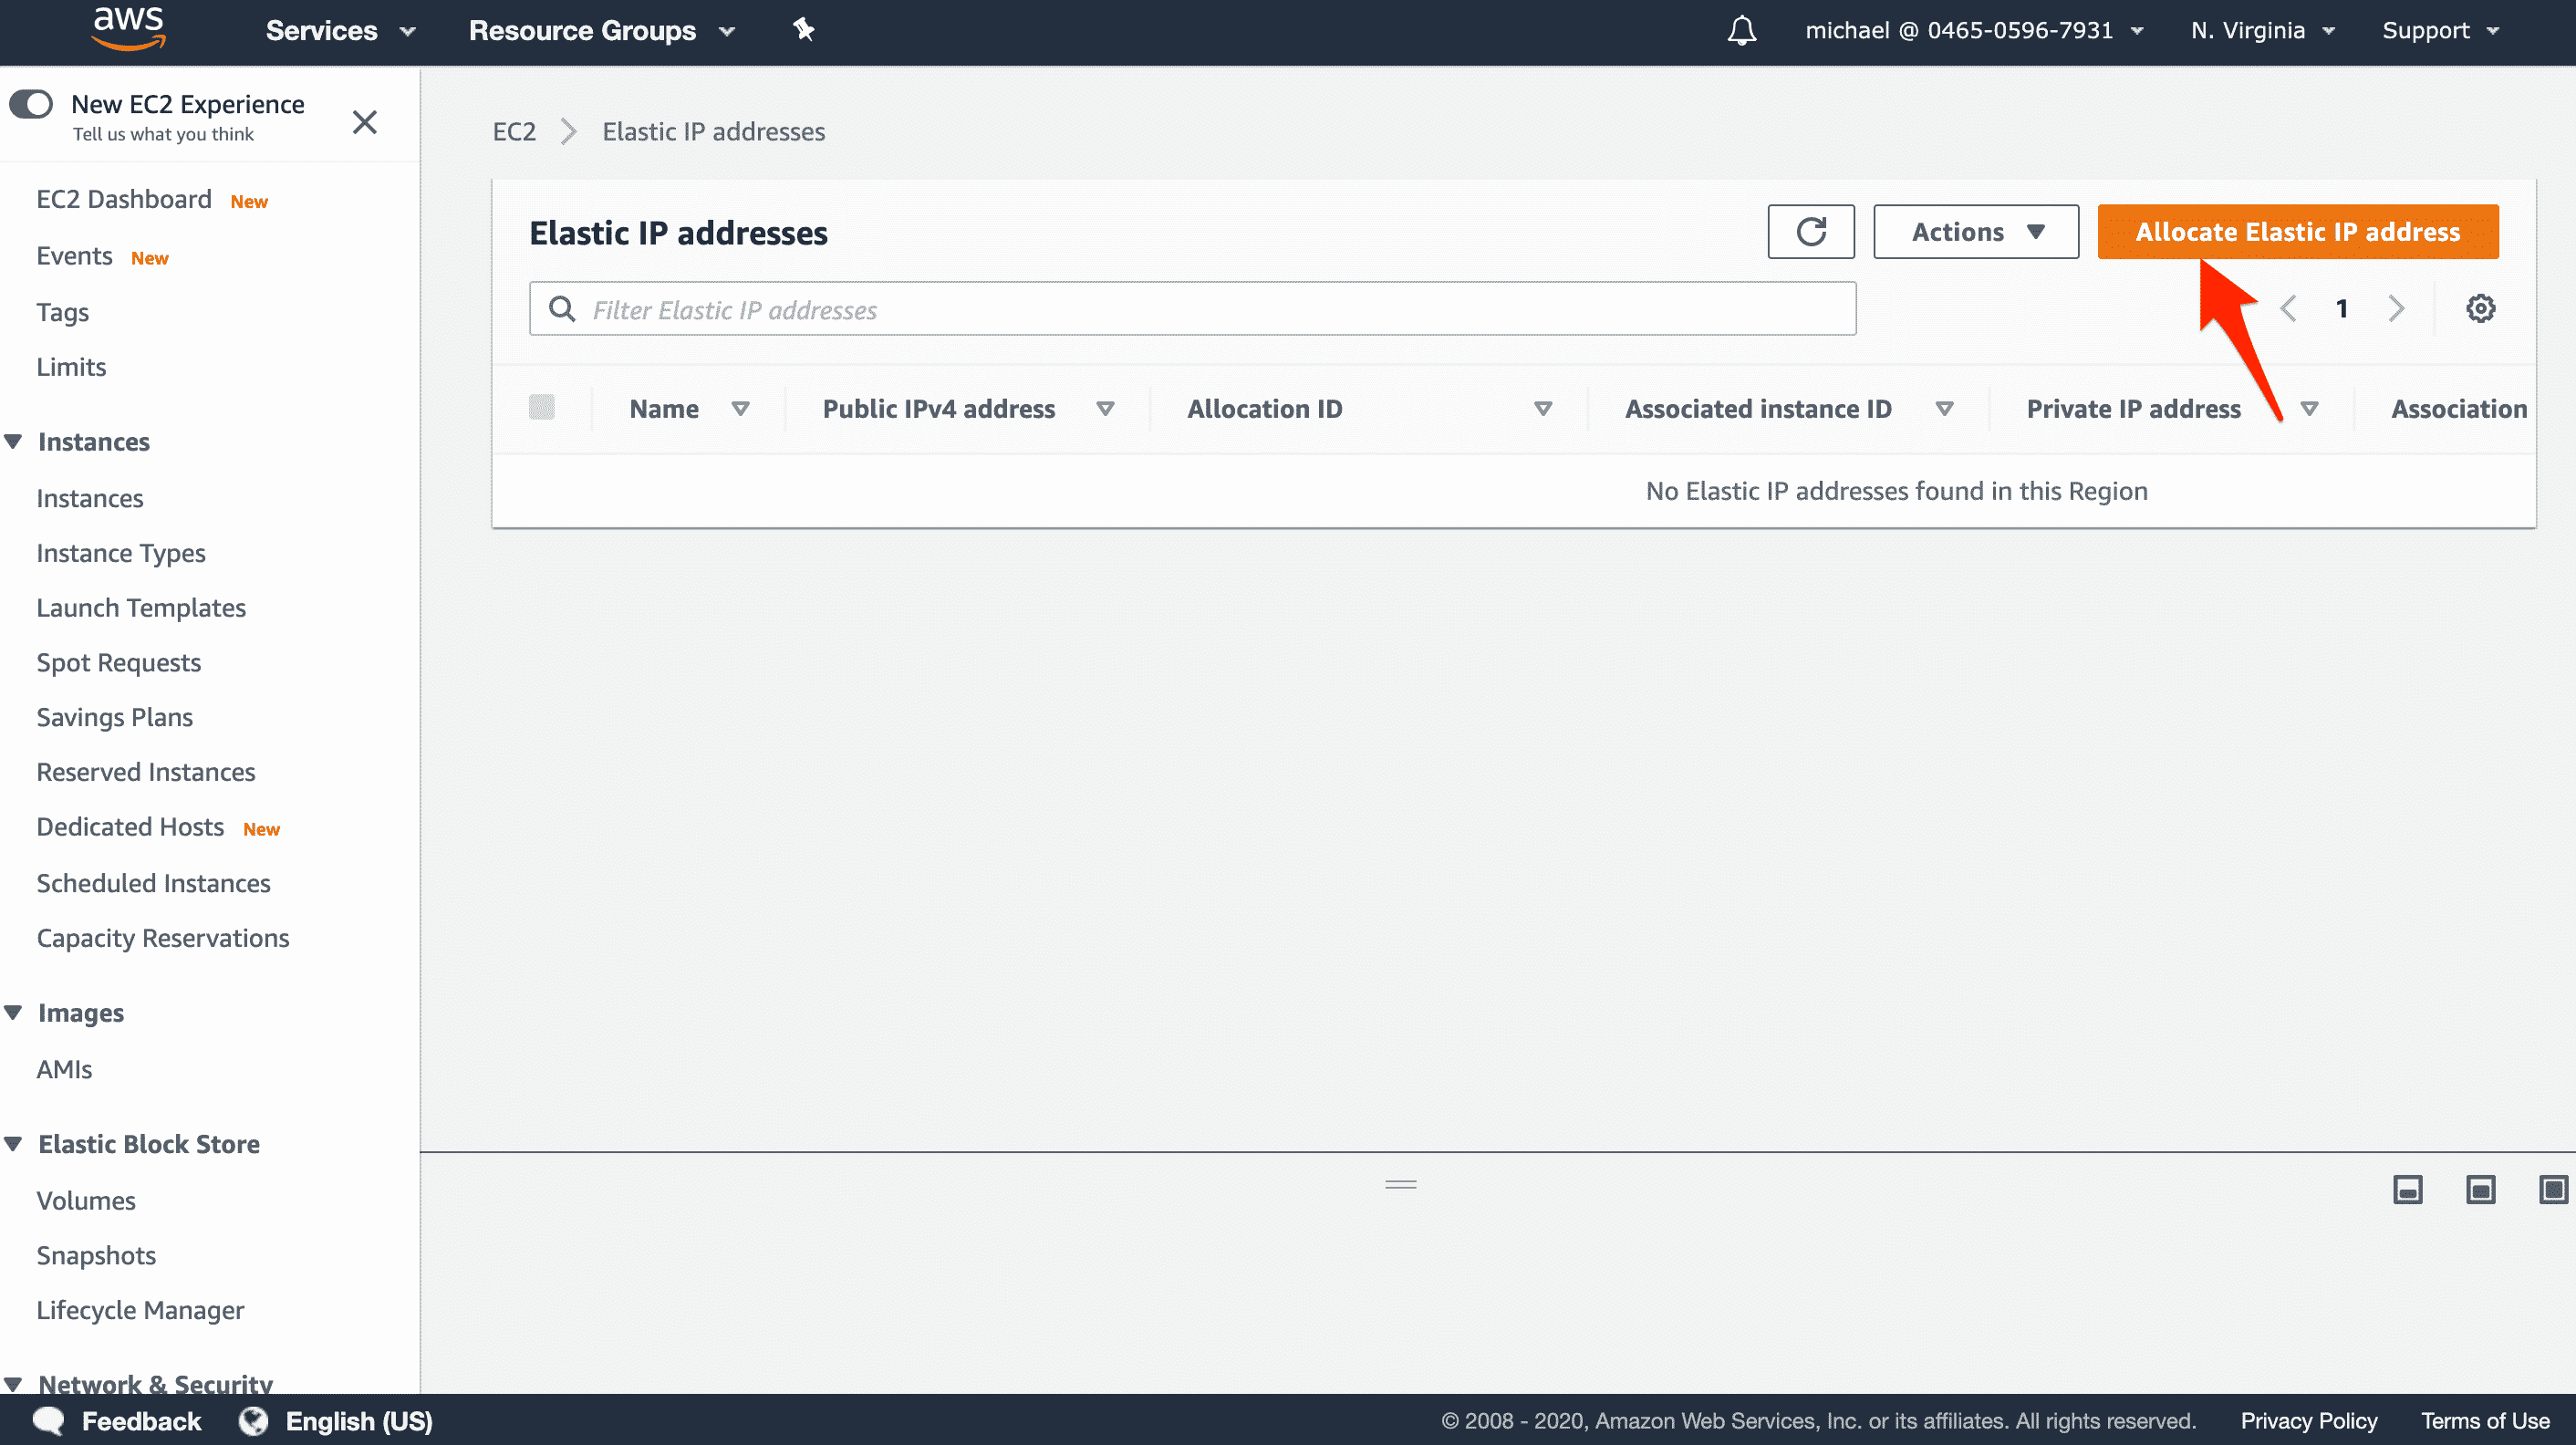 aws Services Resource Groups michael @ 0465-0596-7931 N. Virginia Support
New EC2 Experience
Tell us what you think
EC2 Dashboard New
Events New
Tags
Limits
Instances
Instances
Instance Types
Launch Templates
Spot Requests
Savings Plans
Reserved Instances
Dedicated Hosts New
Scheduled Instances
Capacity Reservations
Images
AMIs
Elastic Block Store
Volumes
Snapshots
Lifecycle Manager
Network & Security
EC2 Elastic IP addresses
Elastic IP addresses
Actions
Allocate Elastic IP address
Filter Elastic IP addresses
1
Name Public IPv4 address Allocation ID Associated instance ID Private IP address Association
No Elastic IP addresses found in this Region
Feedback English (US) © 2008 - 2020, Amazon Web Services, Inc. or its affiliates. All rights reserved. Privacy Policy Terms of Use